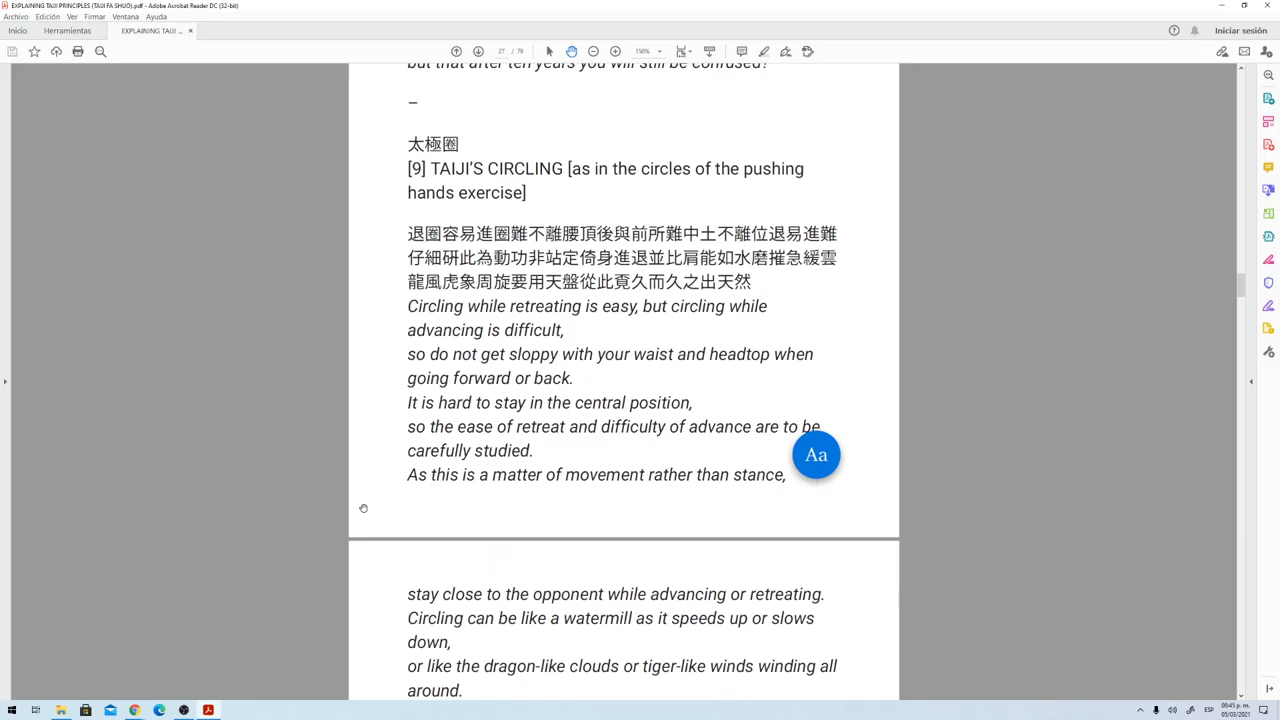 EXPLAINING TAIJI PRINCIPLES (TAIJI FA SHUO).pdf - Adobe Acrobat Reader DC (32-bit)
Archivo Edición Ver Firmar Ventana Ayuda
Inicio Herramientas EXPLAINING TAIJI ... × Iniciar sesión
27 / 79 150%
but that after ten years you will still be confused?
–
太極圈
[9] TAIJI’S CIRCLING [as in the circles of the pushing
hands exercise]
退圈容易進圈難不離腰頂後與前所難中土不離位退易進難
仔細研此為動功非站定倚身進退並比肩能如水磨摧急緩雲
龍風虎象周旋要用天盤從此覔久而久之出天然
Circling while retreating is easy, but circling while
advancing is difficult,
so do not get sloppy with your waist and headtop when
going forward or back.
It is hard to stay in the central position,
so the ease of retreat and difficulty of advance are to be
carefully studied.
Aa
As this is a matter of movement rather than stance,
stay close to the opponent while advancing or retreating.
Circling can be like a watermill as it speeds up or slows
down,
or like the dragon-like clouds or tiger-like winds winding all
around.
ESP
00:45 p. m.
05/03/2021